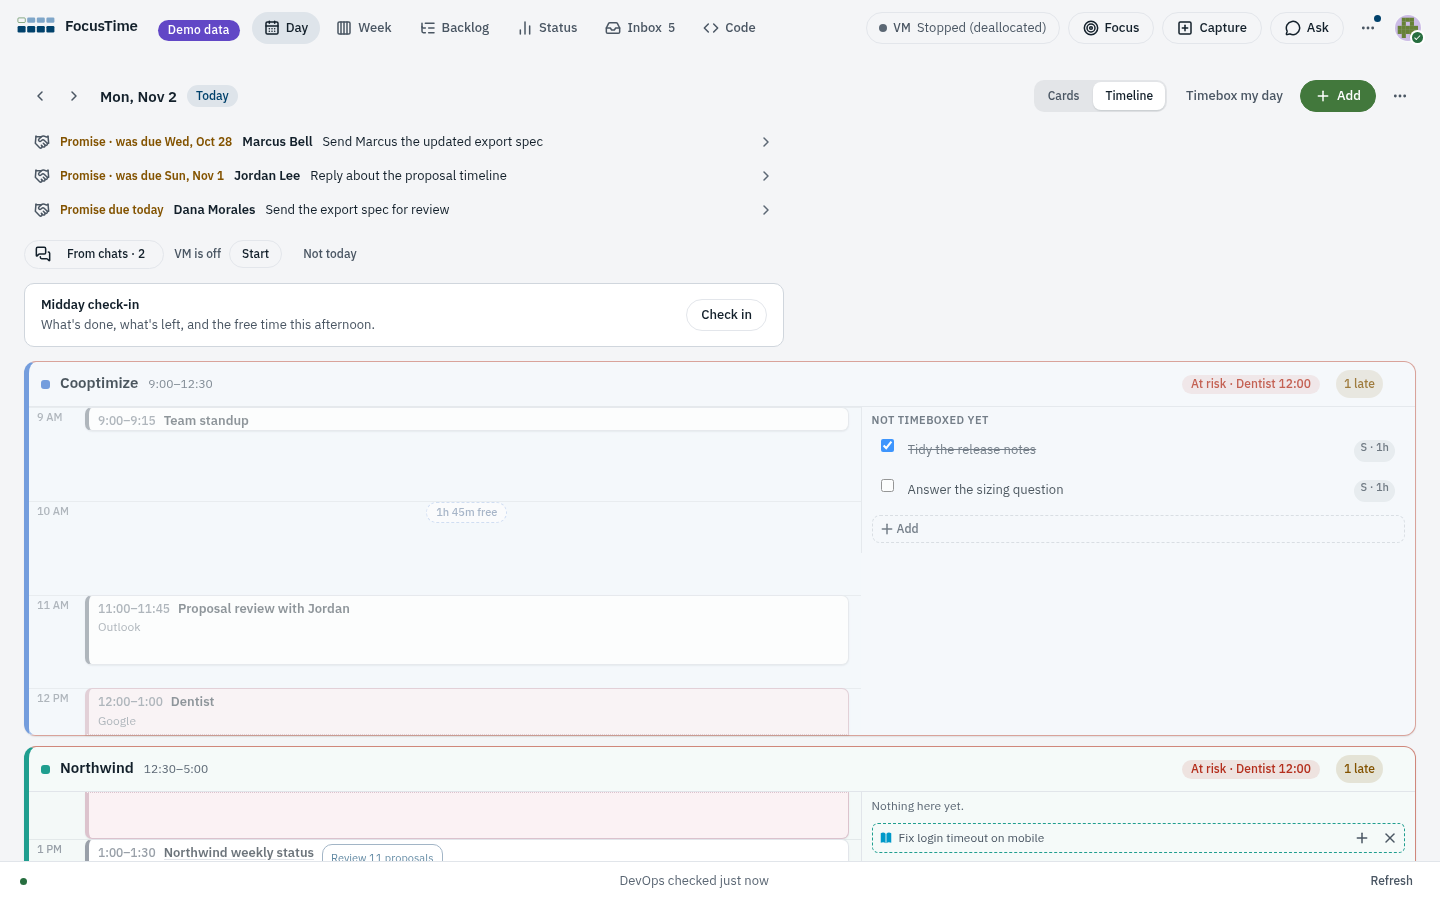 FocusTime
Demo data
Day
Week
Backlog
Status
Inbox 5
Code
VM Stopped (deallocated)
Focus
Capture
Ask
Mon, Nov 2
Today
Cards
Timeline
Timebox my day
Add
Promise · was due Wed, Oct 28 Marcus Bell Send Marcus the updated export spec
Promise · was due Sun, Nov 1 Jordan Lee Reply about the proposal timeline
Promise due today Dana Morales Send the export spec for review
From chats · 2
VM is off
Start
Not today
Midday check-in
What's done, what's left, and the free time this afternoon.
Check in
Cooptimize 9:00–12:30
At risk · Dentist 12:00
1 late
9 AM
9:00–9:15 Team standup
NOT TIMEBOXED YET
Tidy the release notes
S · 1h
Answer the sizing question
S · 1h
10 AM
1h 45m free
Add
11 AM
11:00–11:45 Proposal review with Jordan
Outlook
12 PM
12:00–1:00 Dentist
Google
Northwind 12:30–5:00
At risk · Dentist 12:00
1 late
Nothing here yet.
Fix login timeout on mobile
1 PM
1:00–1:30 Northwind weekly status
Review 11 proposals
DevOps checked just now
Refresh